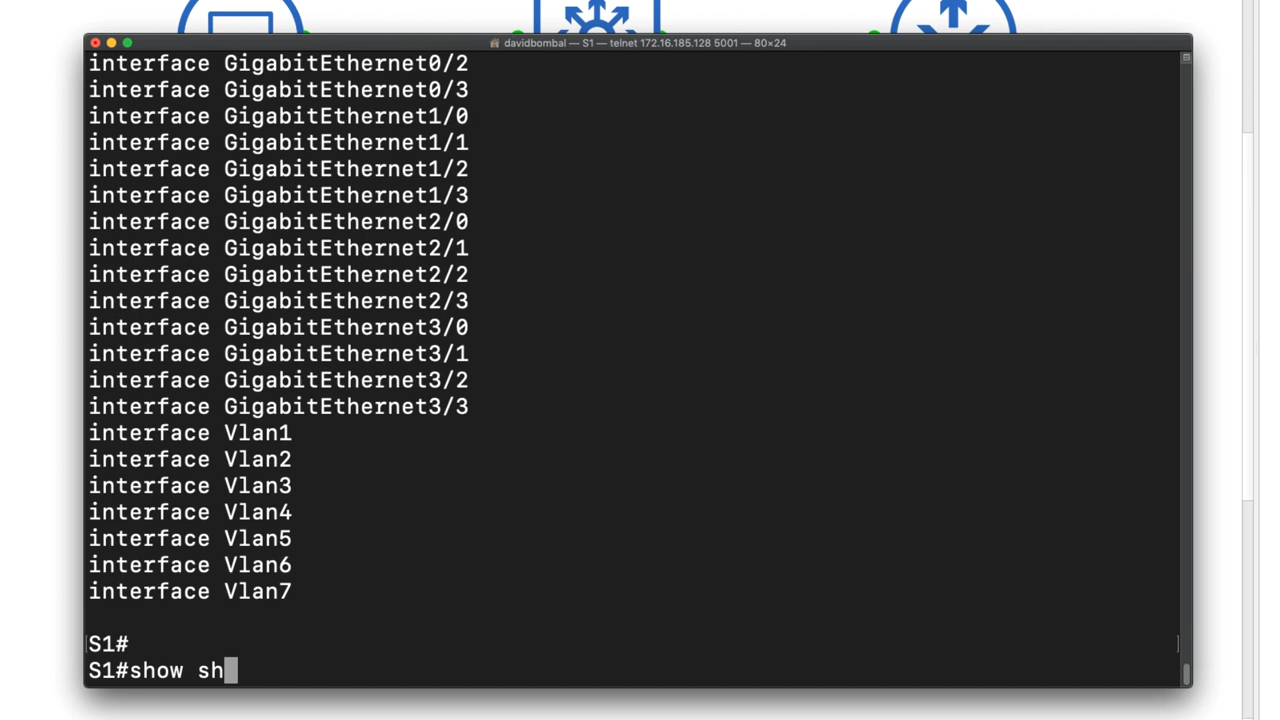 davidbombal — S1 — telnet 172.16.185.128 5001 — 80×24
interface GigabitEthernet0/2
interface GigabitEthernet0/3
interface GigabitEthernet1/0
interface GigabitEthernet1/1
interface GigabitEthernet1/2
interface GigabitEthernet1/3
interface GigabitEthernet2/0
interface GigabitEthernet2/1
interface GigabitEthernet2/2
interface GigabitEthernet2/3
interface GigabitEthernet3/0
interface GigabitEthernet3/1
interface GigabitEthernet3/2
interface GigabitEthernet3/3
interface Vlan1
interface Vlan2
interface Vlan3
interface Vlan4
interface Vlan5
interface Vlan6
interface Vlan7
S1#
S1#show sh